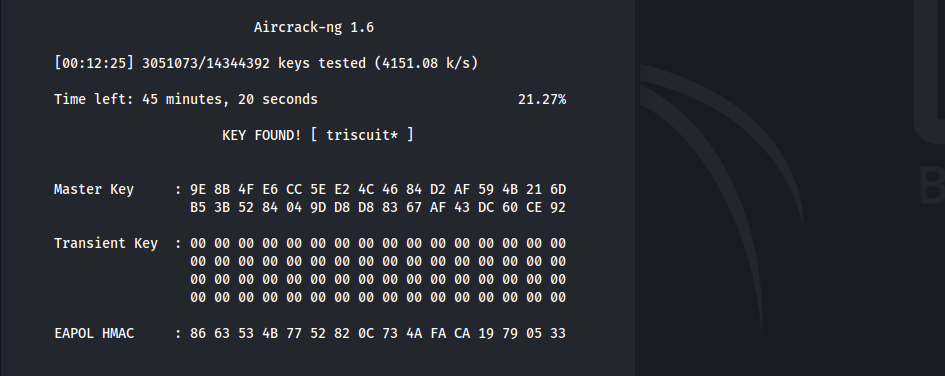 Aircrack-ng 1.6
[00:12:25] 3051073/14344392 keys tested (4151.08 k/s)
Time left: 45 minutes, 20 seconds 21.27%
KEY FOUND! [ triscuit* ]
Master Key : 9E 8B 4F E6 CC 5E E2 4C 46 84 D2 AF 59 4B 21 6D
B5 3B 52 84 04 9D D8 D8 83 67 AF 43 DC 60 CE 92
Transient Key : 00 00 00 00 00 00 00 00 00 00 00 00 00 00 00 00
00 00 00 00 00 00 00 00 00 00 00 00 00 00 00 00
00 00 00 00 00 00 00 00 00 00 00 00 00 00 00 00
00 00 00 00 00 00 00 00 00 00 00 00 00 00 00 00
EAPOL HMAC : 86 63 53 4B 77 52 82 0C 73 4A FA CA 19 79 05 33
B